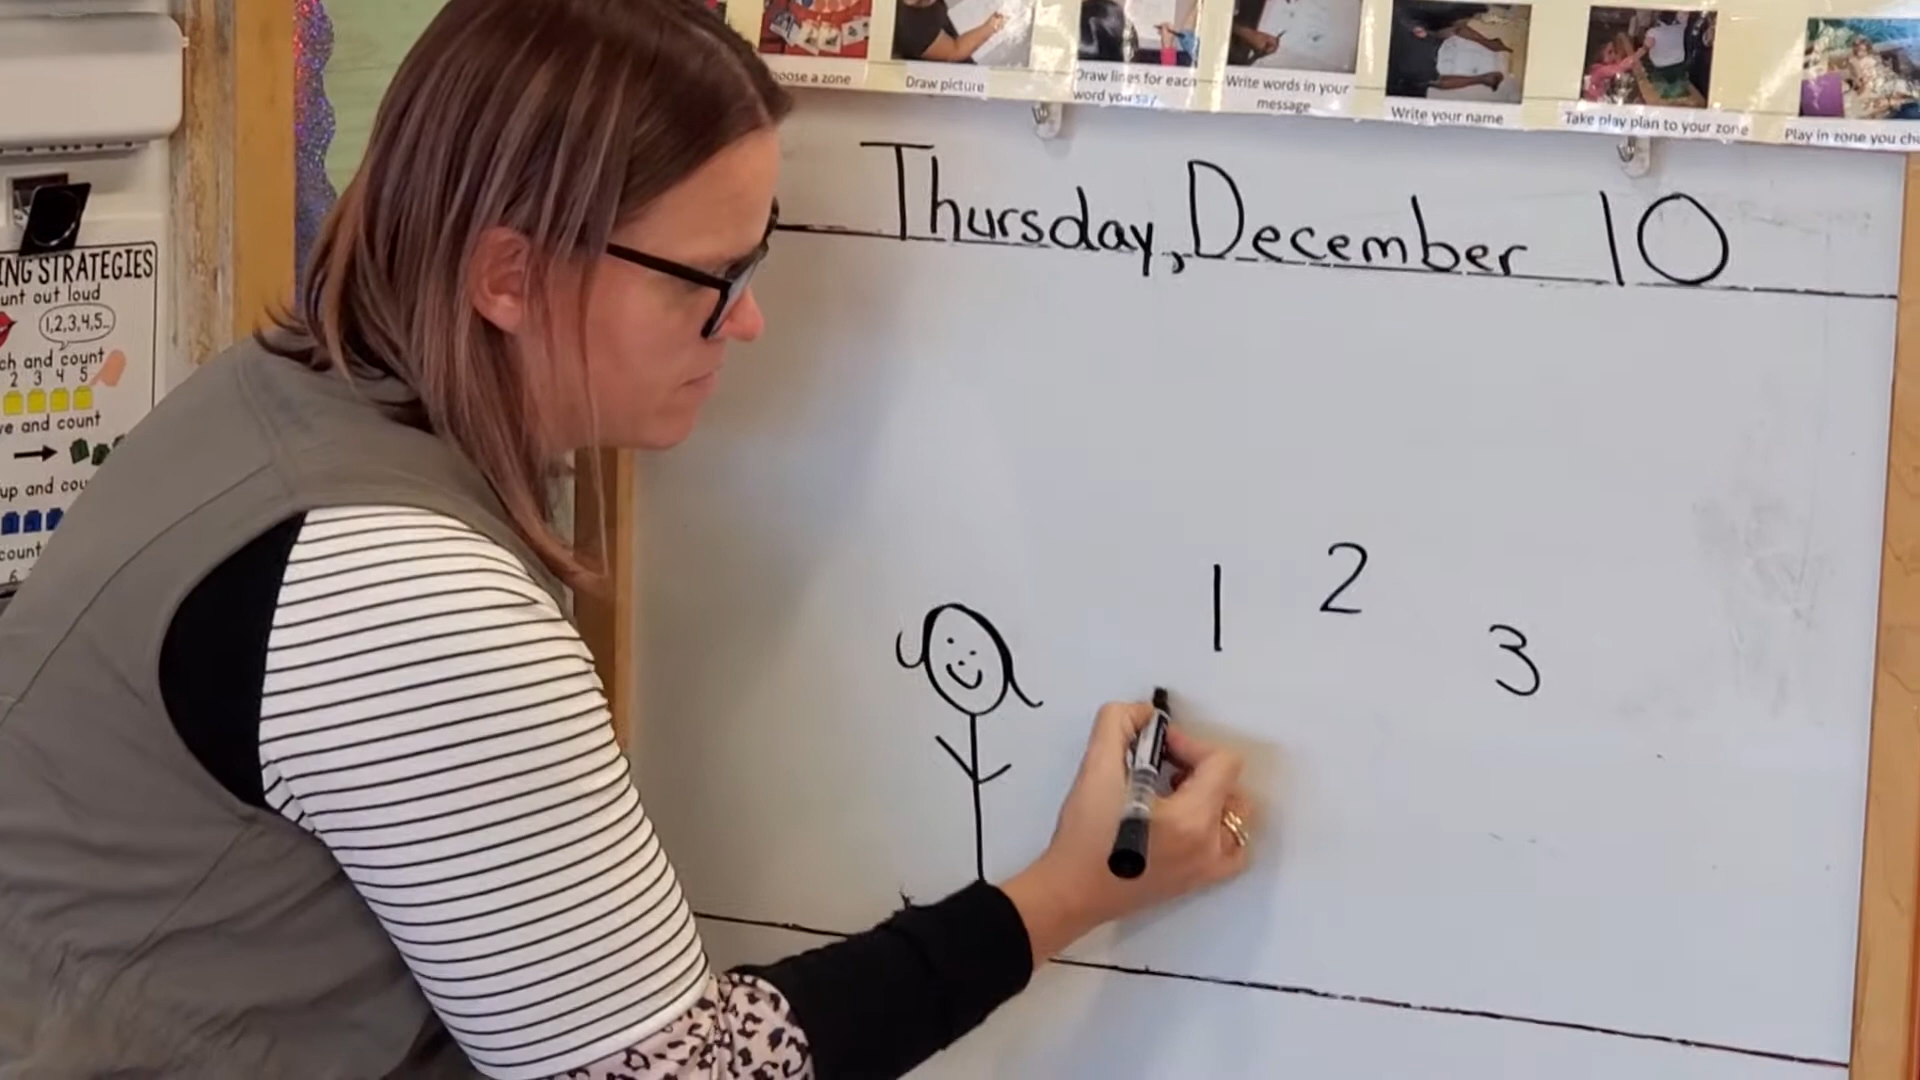 oose a zone
Draw picture
Draw lines for each
word you say
Write words in your
message
Write your name
Take play plan to your zone
Play in zone you ch
Thursday, December 10
1 2 3
NG STRATEGIES
unt out loud
1,2,3,4,5...
ch and count
2 3 4 5
ve and count
up and cou
count
6